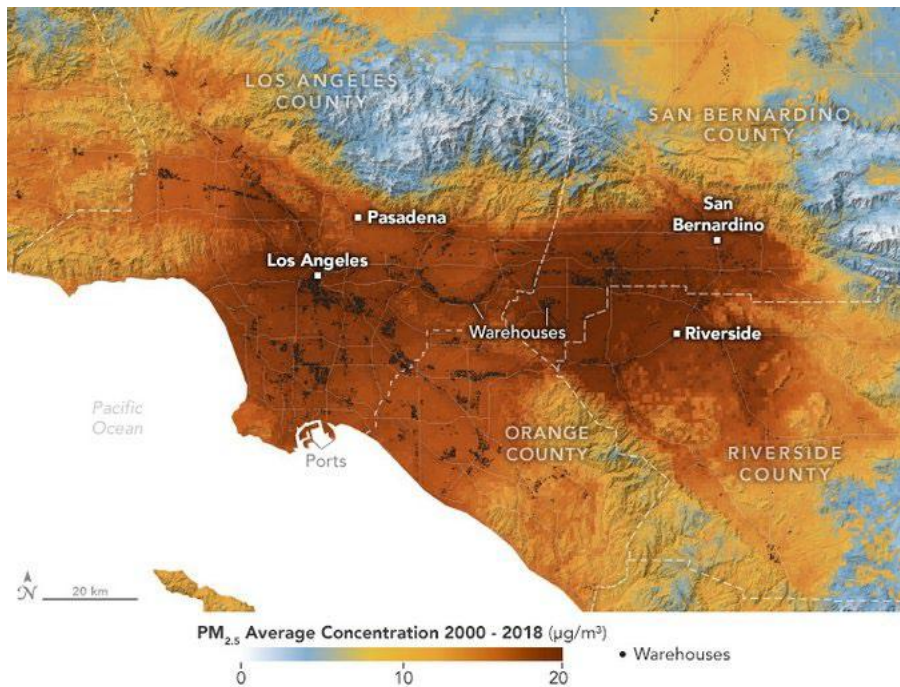 LOS ANGELES
COUNTY
SAN BERNARDINO
COUNTY
San
Bernardino
Pasadena
Los Angeles
Warehouses
Riverside
Pacific
Ocean
ORANGE
COUNTY
RIVERSIDE
COUNTY
Ports
N
20 km
PM2.5 Average Concentration 2000 - 2018 (µg/m³)
• Warehouses
0
10
20